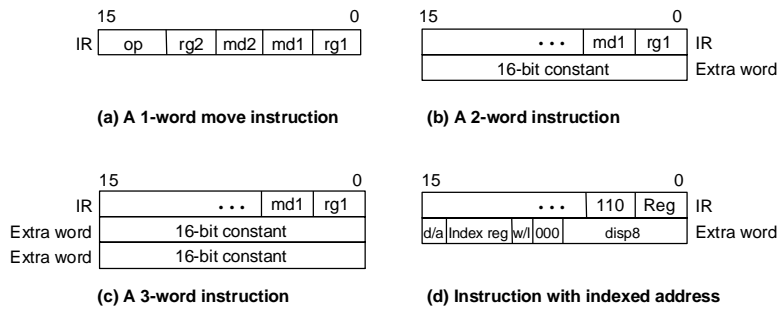 15 0
IR op rg2 md2 md1 rg1
(a) A 1-word move instruction
15 0
• • • md1 rg1 IR
16-bit constant Extra word
(b) A 2-word instruction
15 0
IR • • • md1 rg1
Extra word 16-bit constant
Extra word 16-bit constant
(c) A 3-word instruction
15 0
• • • 110 Reg IR
d/a Index reg w/l 000 disp8 Extra word
(d) Instruction with indexed address